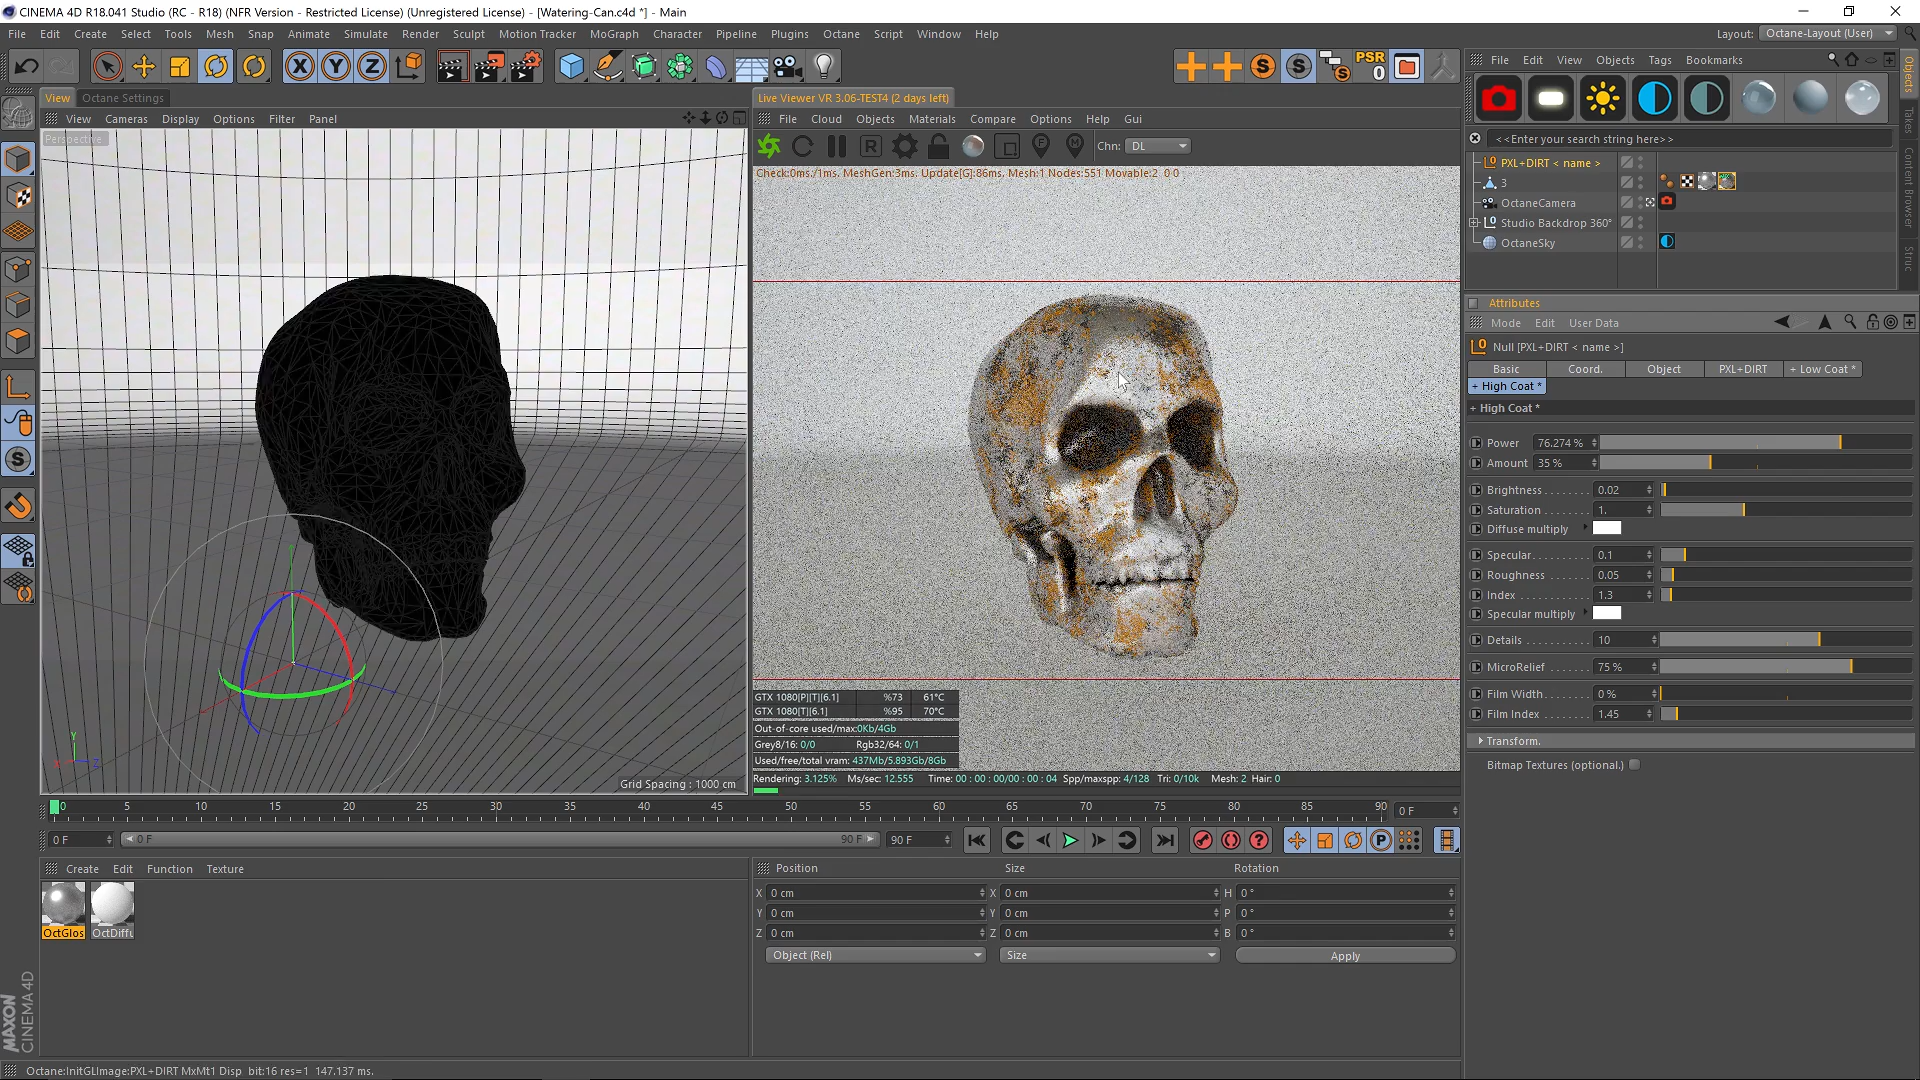 CINEMA 4D R18.041 Studio (RC - R18) (NFR Version - Restricted License) (Unregistered License) - [Watering-Can.c4d *] - Main
File Edit Create Select Tools Mesh Snap Animate Simulate Render Sculpt Motion Tracker MoGraph Character Pipeline Plugins Octane Script Window Help
Layout: Octane-Layout (User)
X Y Z
S S PSR 0
View Octane Settings
View Cameras Display Options Filter Panel
Perspective
Grid Spacing : 1000 cm
Live Viewer VR 3.06-TEST4 (2 days left)
File Cloud Objects Materials Compare Options Help Gui
R Chn: DL
Check:0ms./1ms. MeshGen:3ms. Update[G]:86ms. Mesh:1 Nodes:551 Movable:2 0 0
GTX 1080[P][T][6.1] %73 61°C
GTX 1080[T][6.1] %95 70°C
Out-of-core used/max:0Kb/4Gb
Grey8/16: 0/0 Rgb32/64: 0/1
Used/free/total vram: 437Mb/5.893Gb/8Gb
Rendering: 3.125% Ms/sec: 12.555 Time: 00 : 00 : 00/00 : 00 : 04 Spp/maxspp: 4/128 Tri: 0/10k Mesh: 2 Hair: 0
File Edit View Objects Tags Bookmarks
<<Enter your search string here>>
PXL+DIRT < name >
3
OctaneCamera
Studio Backdrop 360°
OctaneSky
Objects
Takes
Content Browser
Struc
Attributes
Mode Edit User Data
Null [PXL+DIRT < name >]
Basic Coord. Object PXL+DIRT + Low Coat *
+ High Coat *
+ High Coat *
Power 76.274 %
Amount 35 %
Brightness 0.02
Saturation 1.
Diffuse multiply
Specular 0.1
Roughness 0.05
Index 1.3
Specular multiply
Details 10
MicroRelief 75 %
Film Width 0 %
Film Index 1.45
Transform.
Bitmap Textures (optional.)
0 5 10 15 20 25 30 35 40 45 50 55 60 65 70 75 80 85 90 0 F
0 F 0 F 90 F 90 F
P
Create Edit Function Texture
OctGlos OctDiffu
Position Size Rotation
X 0 cm X 0 cm H 0 °
Y 0 cm Y 0 cm P 0 °
Z 0 cm Z 0 cm B 0 °
Object (Rel) Size Apply
MAXON CINEMA 4D
Octane:InitGLImage:PXL+DIRT MxMt1 Disp bit:16 res=1 147.137 ms.